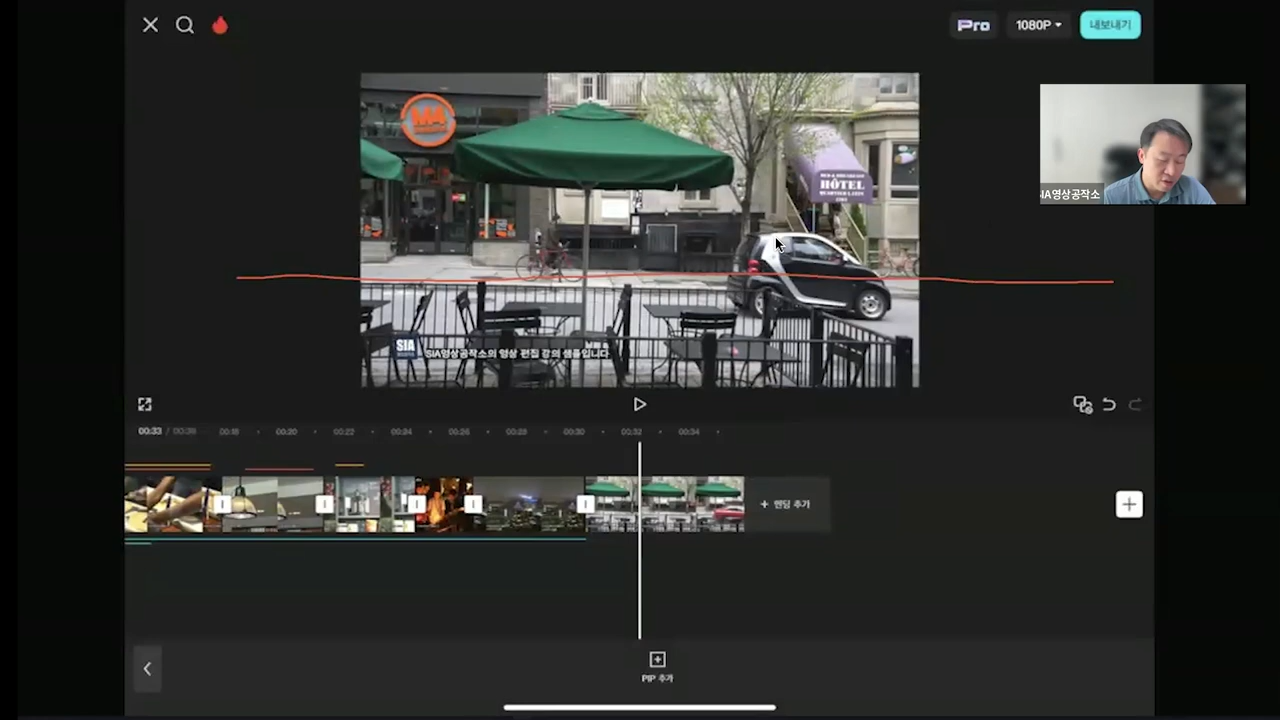 Pro
1080P
내보내기
HÔTEL
SIA
SIA영상공작소의 영상 편집 강의 샘플입니다
SIA영상공작소
00:33 / 00:38
00:18
00:20
00:22
00:24
00:26
00:28
00:30
00:32
00:34
+ 엔딩 추가
PIP 추가